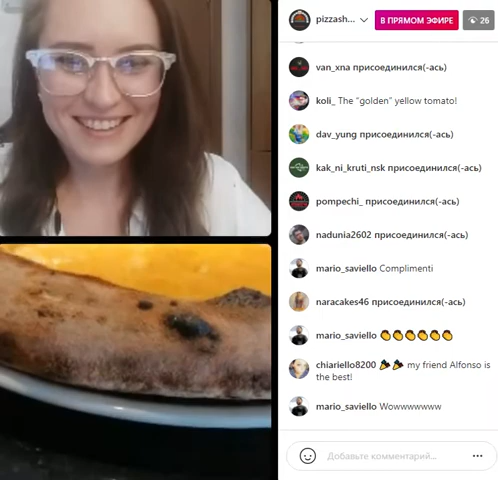 pizzash...
В ПРЯМОМ ЭФИРЕ
26
van_xna присоединился(-ась)
koli_ The "golden" yellow tomato!
dav_yung присоединился(-ась)
kak_ni_kruti_nsk присоединился(-ась)
pompechi_ присоединился(-ась)
nadunia2602 присоединился(-ась)
mario_saviello Complimenti
naracakes46 присоединился(-ась)
mario_saviello 👏👏👏👏👏👏
chiariello8200 🎉🎉 my friend Alfonso is
the best!
mario_saviello Wowwwwwww
Добавьте комментарий...